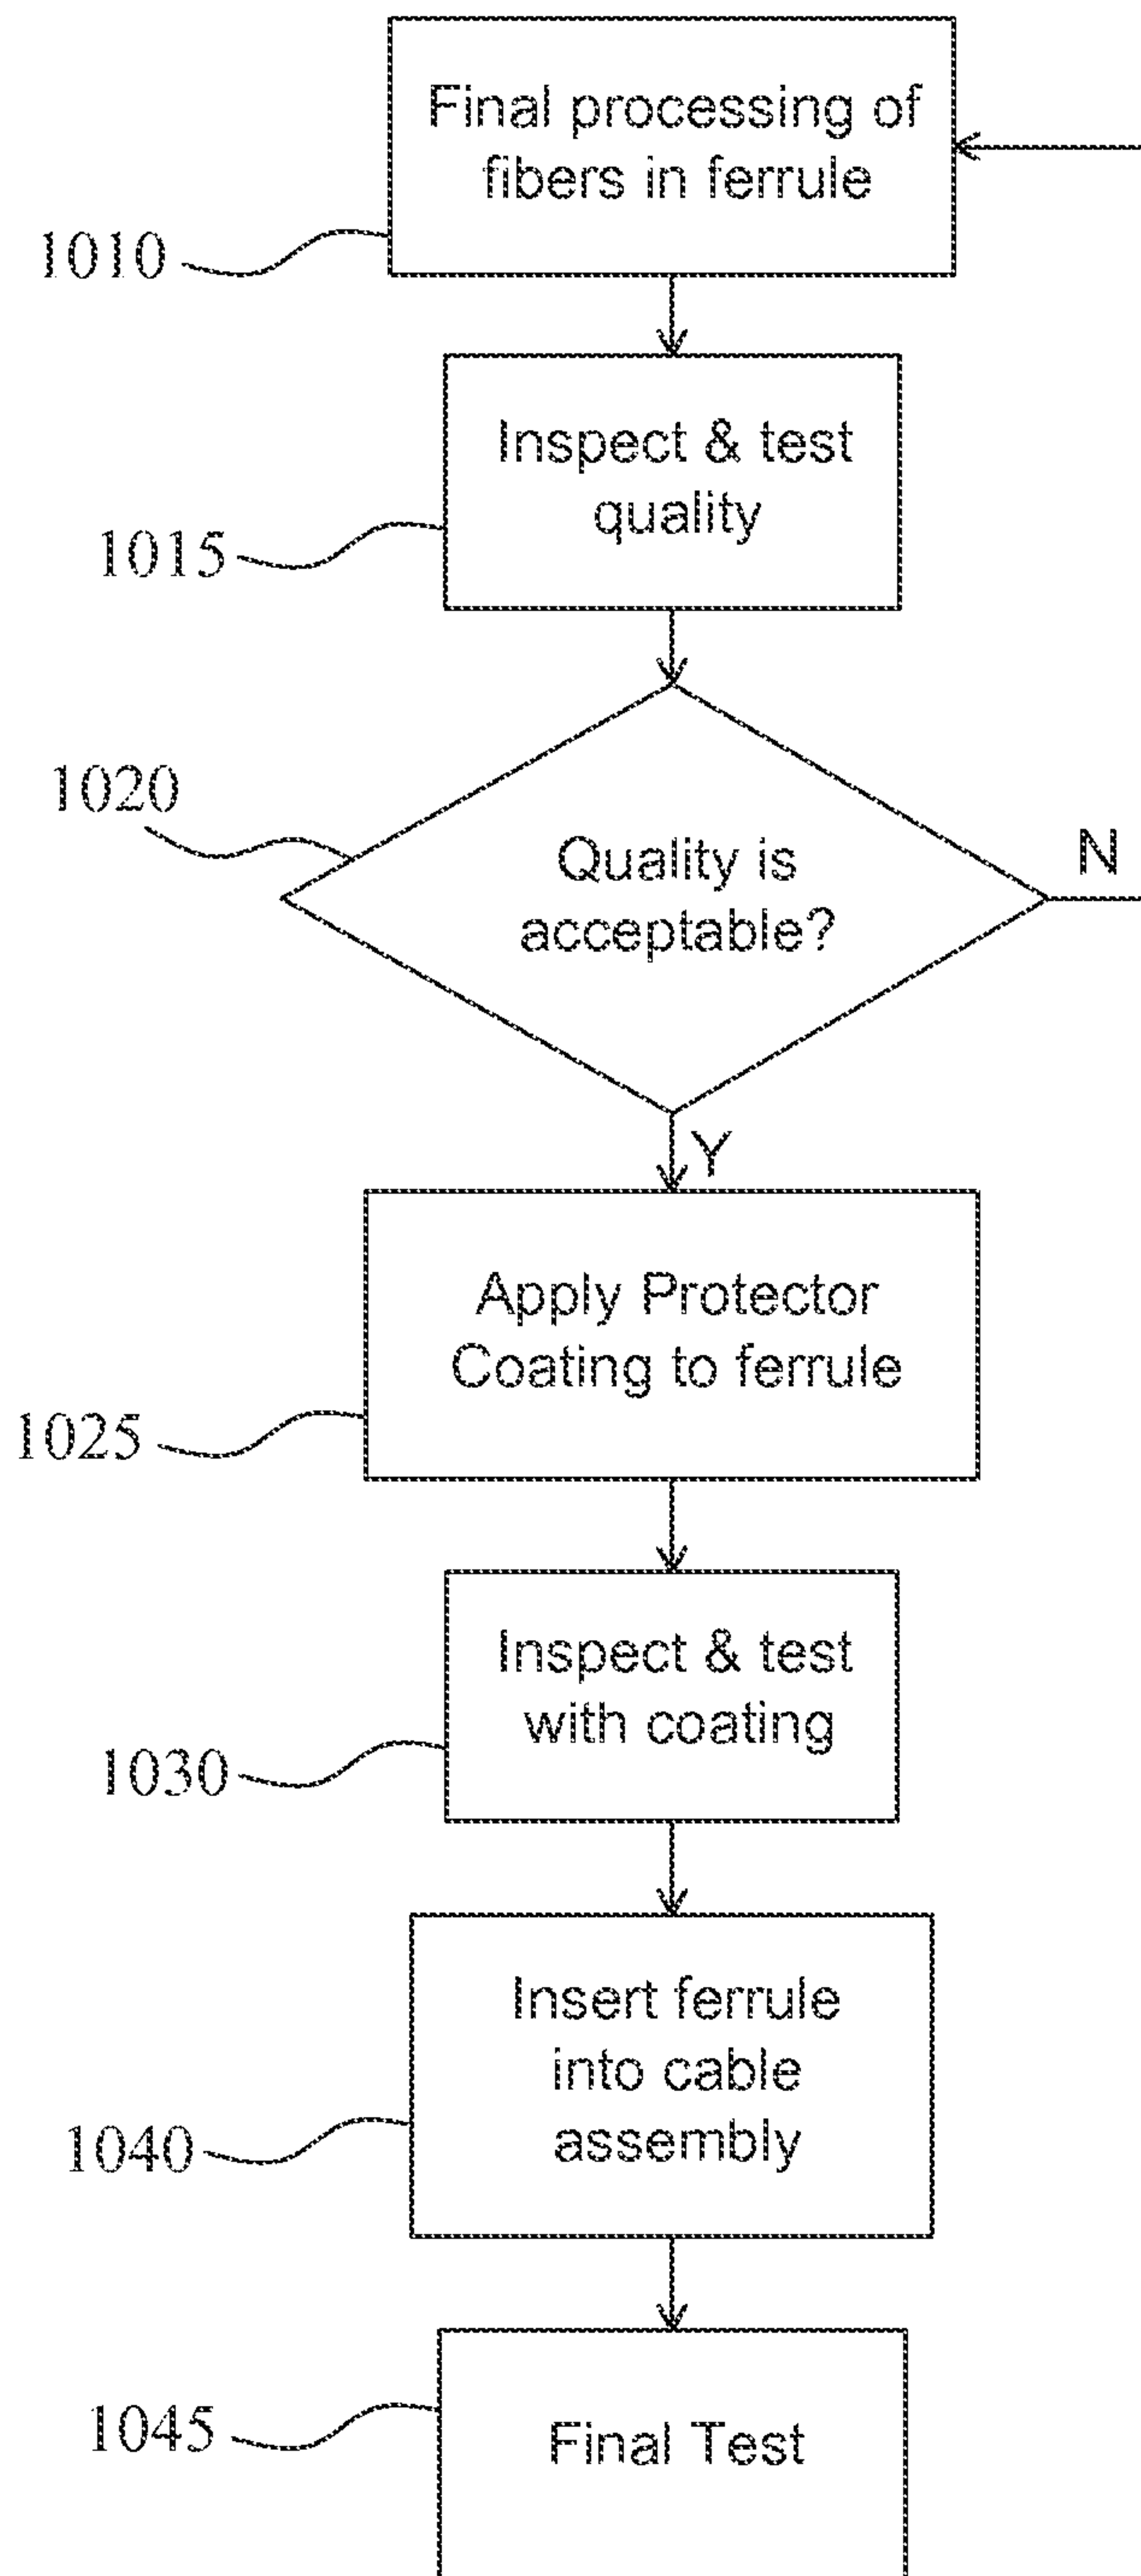 Final processing of
fibers in ferrule
1010
Inspect & test
quality
1015
1020
Quality is
acceptable?
N
Y
Apply Protector
Coating to ferrule
1025
Inspect & test
with coating
1030
Insert ferrule
into cable
assembly
1040
1045
Final Test